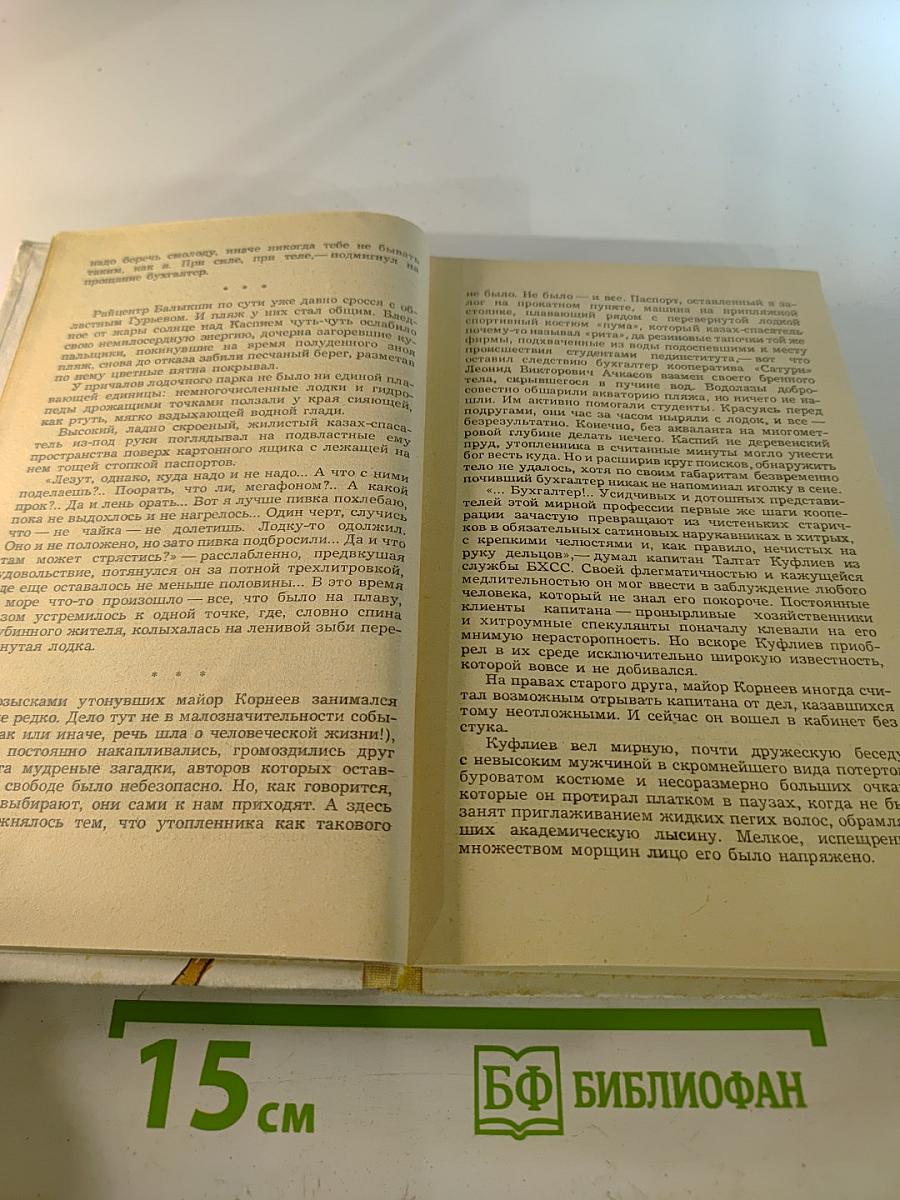 надо беречь смолоду, иначе никогда тебе не бывать
таким, как я. При силе, при теле,— подмигнул на
прощание бухгалтер.
* * *
Райцентр Балыкши по сути уже давно сросся с об-
ластным Гурьевом. И пляж у них стал общим. Блед-
ное от жары солнце над Каспием чуть-чуть ослабило
свою немилосердную энергию, дочерна загоревшие ку-
пальщики, покинувшие на время полуденного зноя
пляж, снова до отказа забили песчаный берег, разметав
по нему цветные пятна покрывал.
У причалов лодочного парка не было ни единой пла-
вающей единицы: немногочисленные лодки и гидро-
педы дрожащими точками ползали у края сияющей,
как ртуть, мягко вздыхающей водной глади.
Высокий, ладно скроеный, жилистый казах-спаса-
тель из-под руки поглядывал на подвластные ему
пространства поверх картонного ящика с лежащей на
нем тощей стопкой паспортов.
«Лезут, однако, куда надо и не надо... А что с ними
поделаешь?.. Поорать, что ли, мегафоном?.. А какой
прок?.. Да и лень орать... Вот я лучше пивка похлебаю,
пока не выдохлось и не нагрелось... Один черт, случись
что — не чайка — не долетишь. Лодку-то одолжил.
Оно и не положено, но зато пивка подбросили... Да и что
там может стрястись?» — расслабленно, предвкушая
удовольствие, потянулся он за потной трехлитровкой,
де еще оставалось не меньше половины... В это время
море что-то произошло — все, что было на плаву,
зом устремилось к одной точке, где, словно спина
убинного жителя, колыхалась на ленивой зыби пере-
нутая лодка.
* * *
озысками утонувших майор Корнеев занимался
е редко. Дело тут не в малозначительности собы-
ак или иначе, речь шла о человеческой жизни!),
постоянно накапливались, громоздились друг
га мудреные загадки, авторов которых остав-
свободе было небезопасно. Но, как говорится,
выбирают, они сами к нам приходят. А здесь
жнялось тем, что утопленника как такового
не было. Не было — и все. Паспорт, оставленный в за-
лог на прокатном пункте, машина на припляжной
стоянке, плавающий рядом с перевернутой лодкой
спортивный костюм «пума», который казах-спасатель
почему-то называл «рита», да резиновые тапочки той же
фирмы, подхваченные из воды подоспевшими к месту
происшествия студентами пединститута,— вот что
оставил следствию бухгалтер кооператива «Сатурн»
Леонид Викторович Ачкасов взамен своего бренного
тела, скрывшегося в пучине вод. Водолазы добро-
совестно обшарили акваторию пляжа, но ничего не на-
шли. Им активно помогали студенты. Красуясь перед
подругами, они час за часом ныряли с лодок, и все —
безрезультатно. Конечно, без акваланга на многомет-
ровой глубине делать нечего. Каспий не деревенский
пруд, утопленника в считанные минуты могло унести
бог весть куда. Но и расширив круг поисков, обнаружить
тело не удалось, хотя по своим габаритам безвременно
почивший бухгалтер никак не напоминал иголку в сене.
«... Бухгалтер!.. Усидчивых и дотошных представи-
телей этой мирной профессии первые же шаги коопе-
рации зачастую превращают из чистеньких старич-
ков в обязательных сатиновых нарукавниках в хитрых,
с крепкими челюстями и, как правило, нечистых на
руку дельцов»,— думал капитан Талгат Куфлиев из
службы БХСС. Своей флегматичностью и кажущейся
медлительностью он мог ввести в заблуждение любого
человека, который не знал его покороче. Постоянные
клиенты капитана — пронырливые хозяйственники
и хитроумные спекулянты поначалу клевали на его
мнимую нерасторопность. Но вскоре Куфлиев приоб-
рел в их среде исключительно широкую известность,
которой вовсе и не добивался.
На правах старого друга, майор Корнеев иногда счи-
тал возможным отрывать капитана от дел, казавшихся
тому неотложными. И сейчас он вошел в кабинет без
стука.
Куфлиев вел мирную, почти дружескую беседу
с невысоким мужчиной в скромнейшего вида потертом
буроватом костюме и несоразмерно больших очках
которые он протирал платком в паузах, когда не бы
занят приглаживанием жидких пегих волос, обрамля
ших академическую лысину. Мелкое, испещрен
множеством морщин лицо его было напряжено.
15 см
БФ БИБЛИОФАН